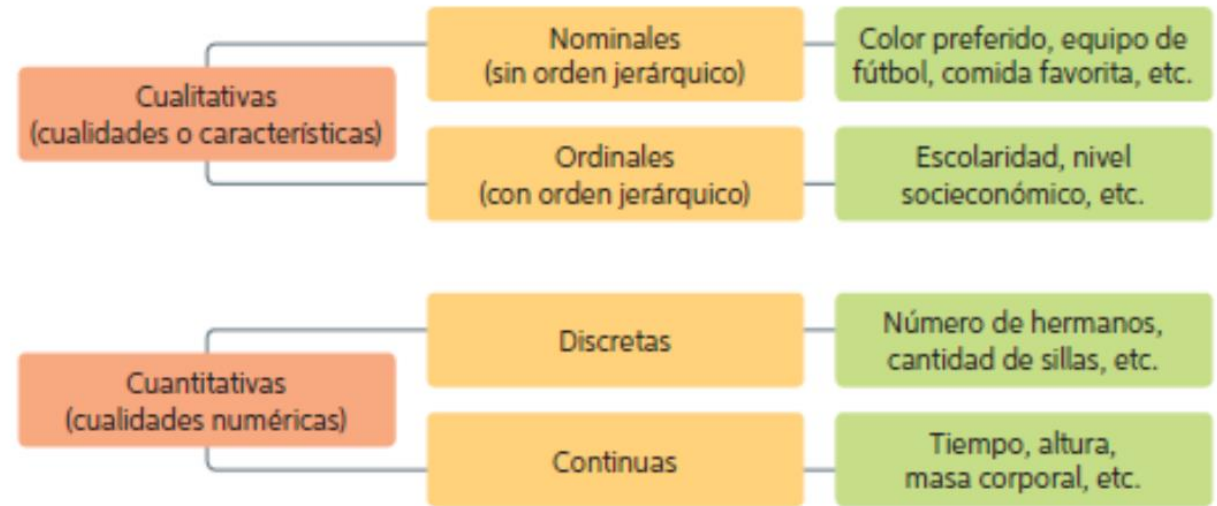 Cualitativas
(cualidades o características)
Nominales
(sin orden jerárquico)
Color preferido, equipo de
fútbol, comida favorita, etc.
Ordinales
(con orden jerárquico)
Escolaridad, nivel
socieconómico, etc.
Cuantitativas
(cualidades numéricas)
Discretas
Número de hermanos,
cantidad de sillas, etc.
Continuas
Tiempo, altura,
masa corporal, etc.